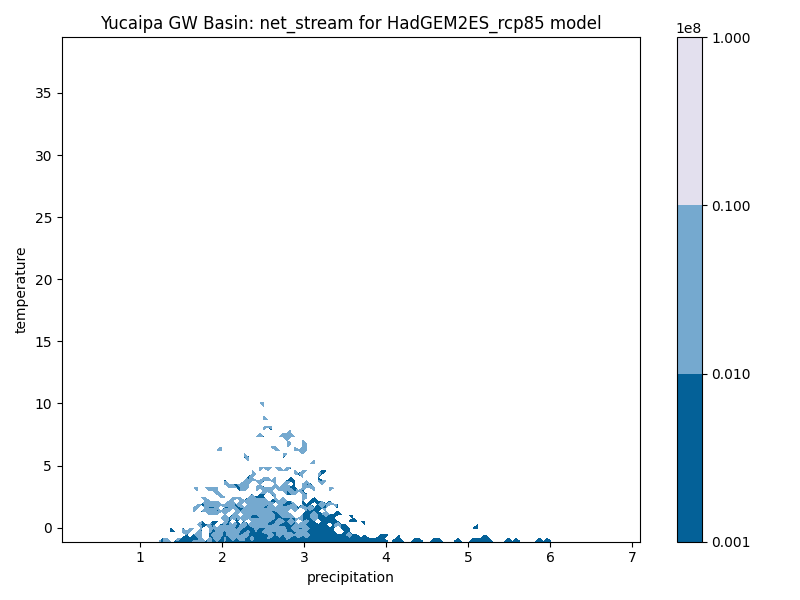 Yucaipa GW Basin: net_stream for HadGEM2ES_rcp85 model
1e8
1.000
0.100
0.010
0.001
temperature
35
30
25
20
15
10
5
0
1 2 3 4 5 6 7
precipitation